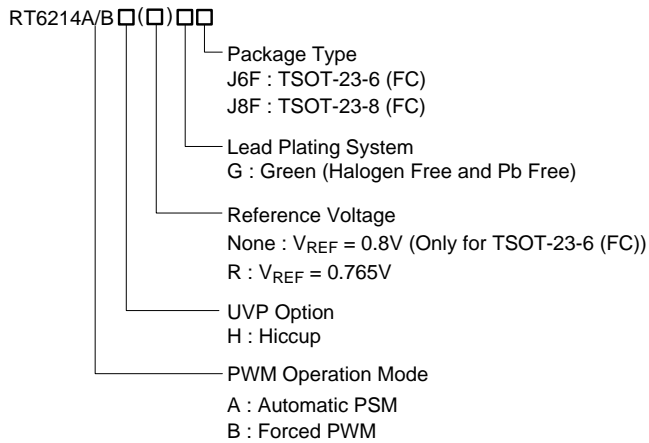 RT6214A/B □(□)□□
Package Type
J6F : TSOT-23-6 (FC)
J8F : TSOT-23-8 (FC)
Lead Plating System
G : Green (Halogen Free and Pb Free)
Reference Voltage
None : VREF = 0.8V (Only for TSOT-23-6 (FC))
R : VREF = 0.765V
UVP Option
H : Hiccup
PWM Operation Mode
A : Automatic PSM
B : Forced PWM